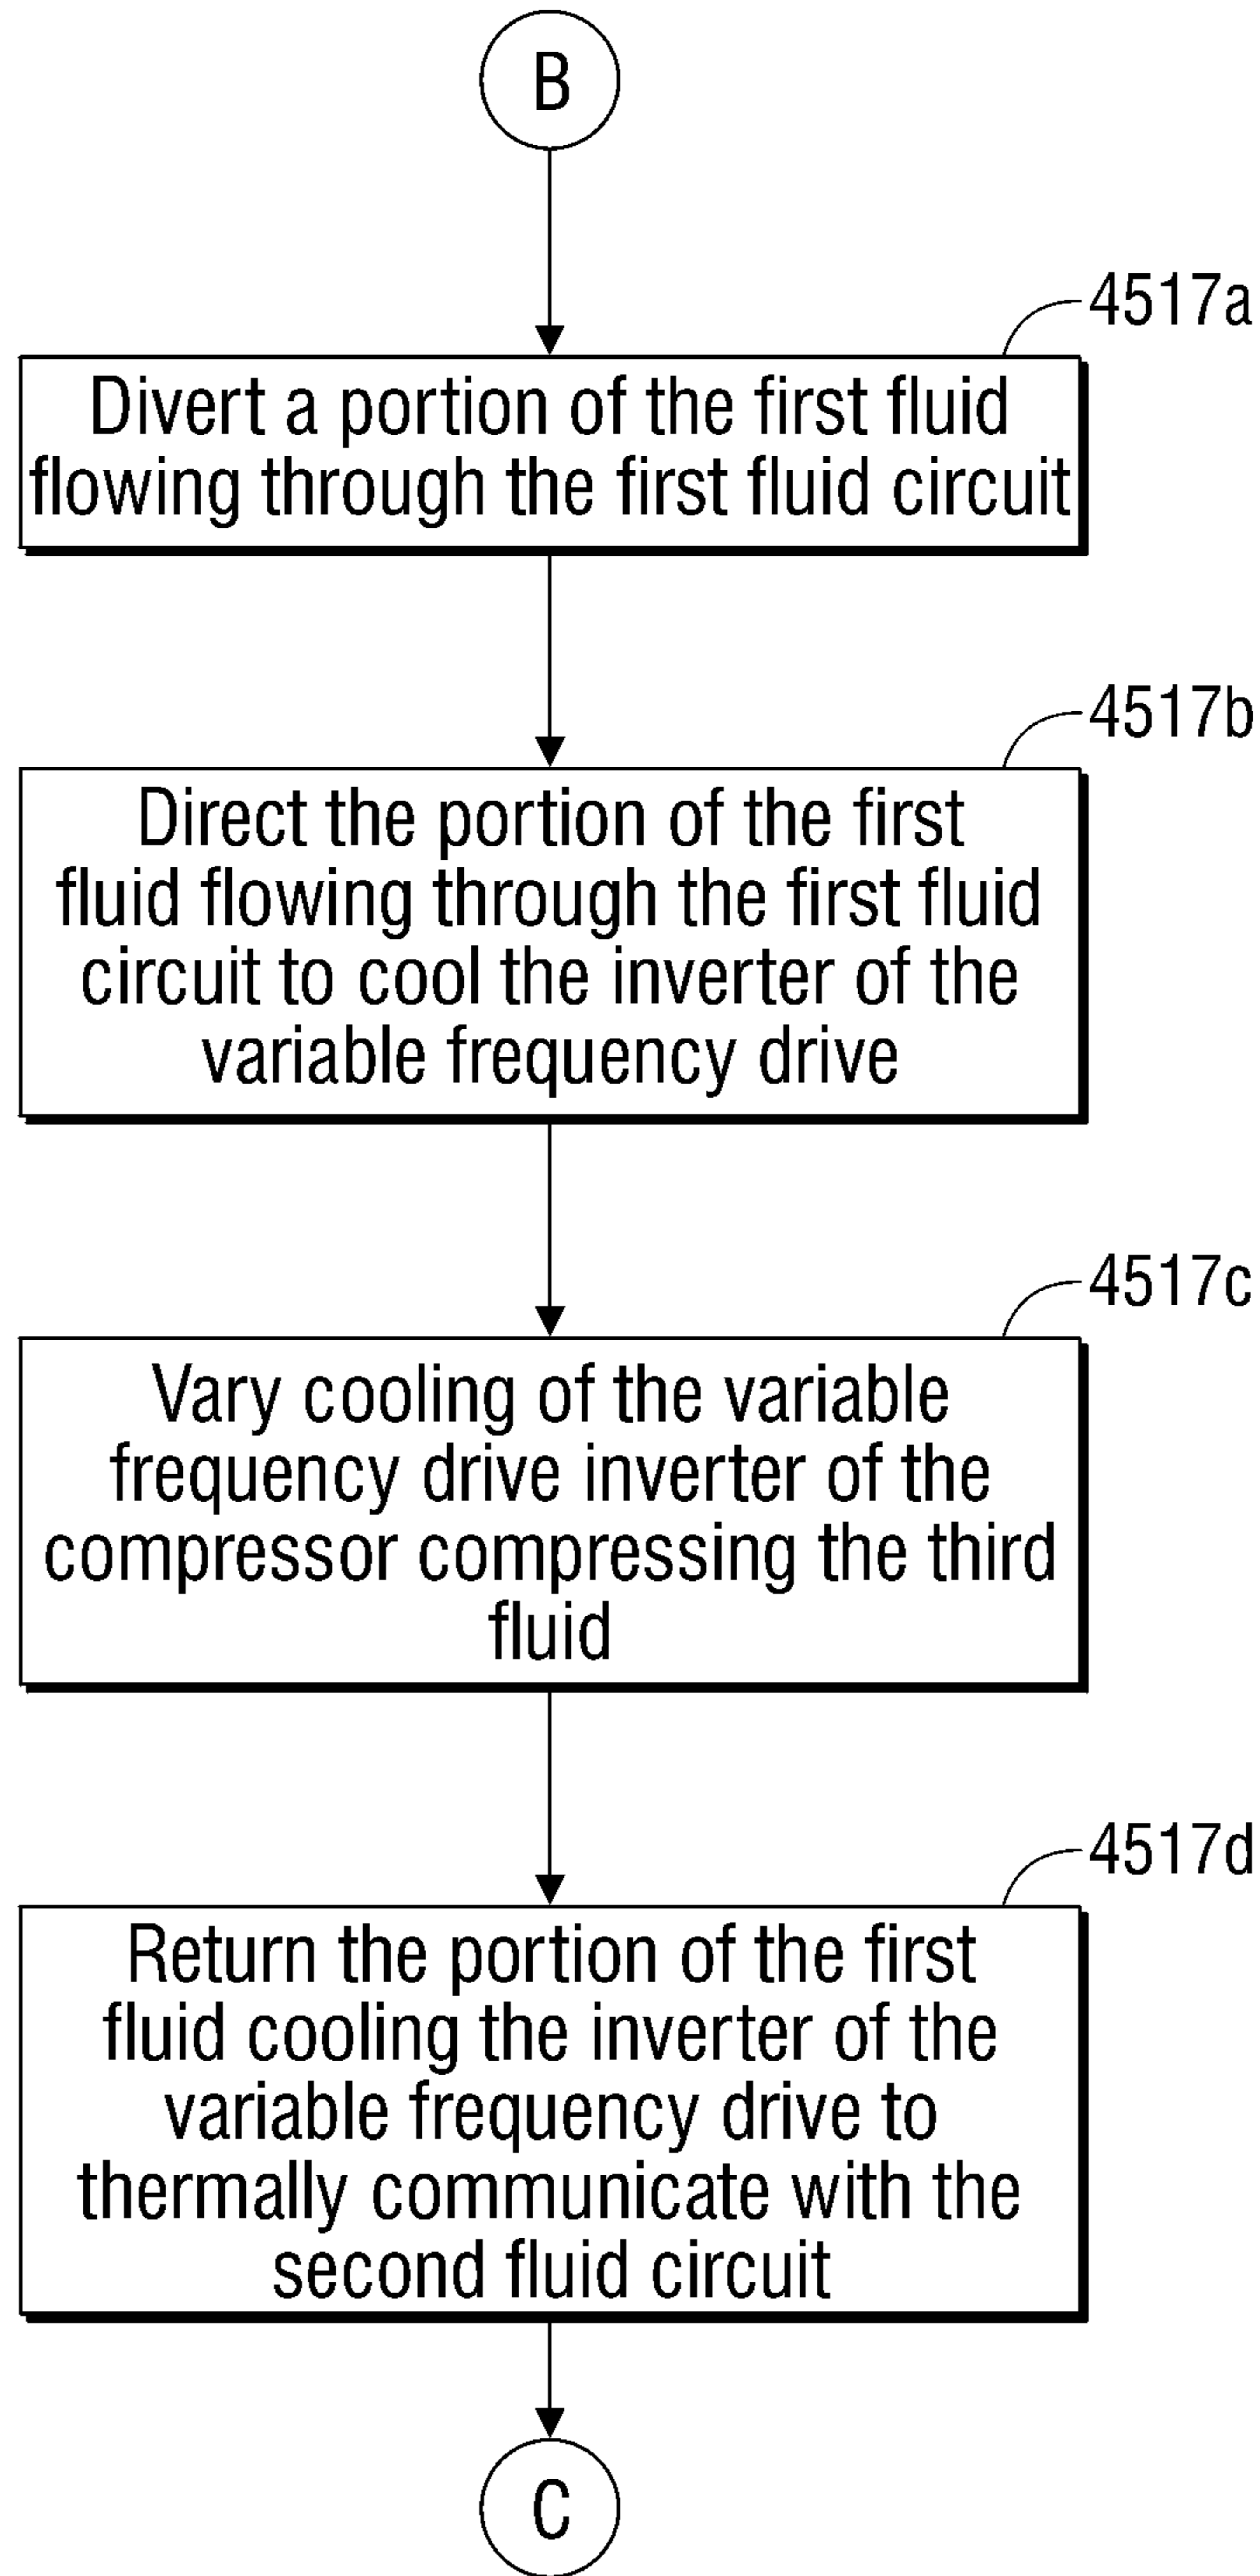 B
4517a
Divert a portion of the first fluid
flowing through the first fluid circuit
4517b
Direct the portion of the first
fluid flowing through the first fluid
circuit to cool the inverter of the
variable frequency drive
4517c
Vary cooling of the variable
frequency drive inverter of the
compressor compressing the third
fluid
4517d
Return the portion of the first
fluid cooling the inverter of the
variable frequency drive to
thermally communicate with the
second fluid circuit
C